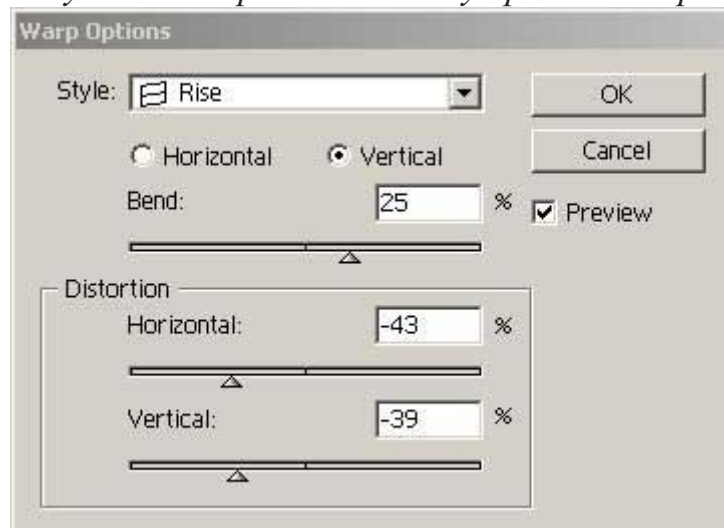 Warp Options
Style: Rise
OK
Horizontal Vertical
Cancel
Bend: 25 %
Preview
Distortion
Horizontal: -43 %
Vertical: -39 %